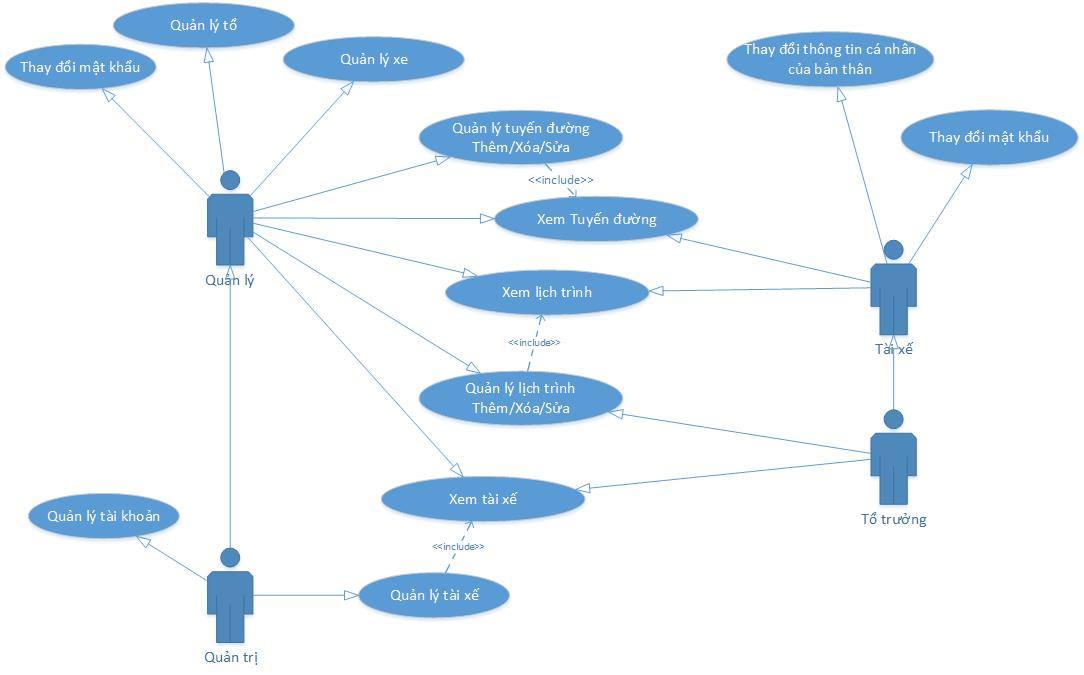 Quản lý tổ
Thay đổi mật khẩu
Quản lý xe
Thay đổi thông tin cá nhân
của bản thân
Quản lý tuyến đường
Thêm/Xóa/Sửa
Thay đổi mật khẩu
<<include>>
Xem Tuyến đường
Quản lý
Xem lịch trình
<<include>>
Tài xế
Quản lý lịch trình
Thêm/Xóa/Sửa
Xem tài xế
Quản lý tài khoản
Tổ trưởng
<<include>>
Quản lý tài xế
Quản trị